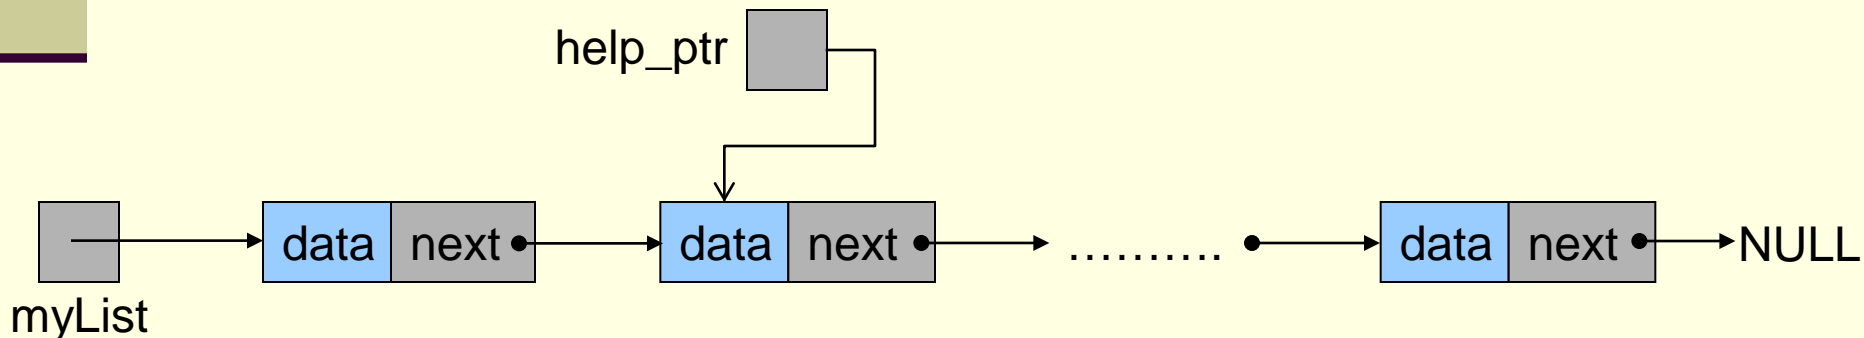 help_ptr
data next data next .......... data next NULL
myList